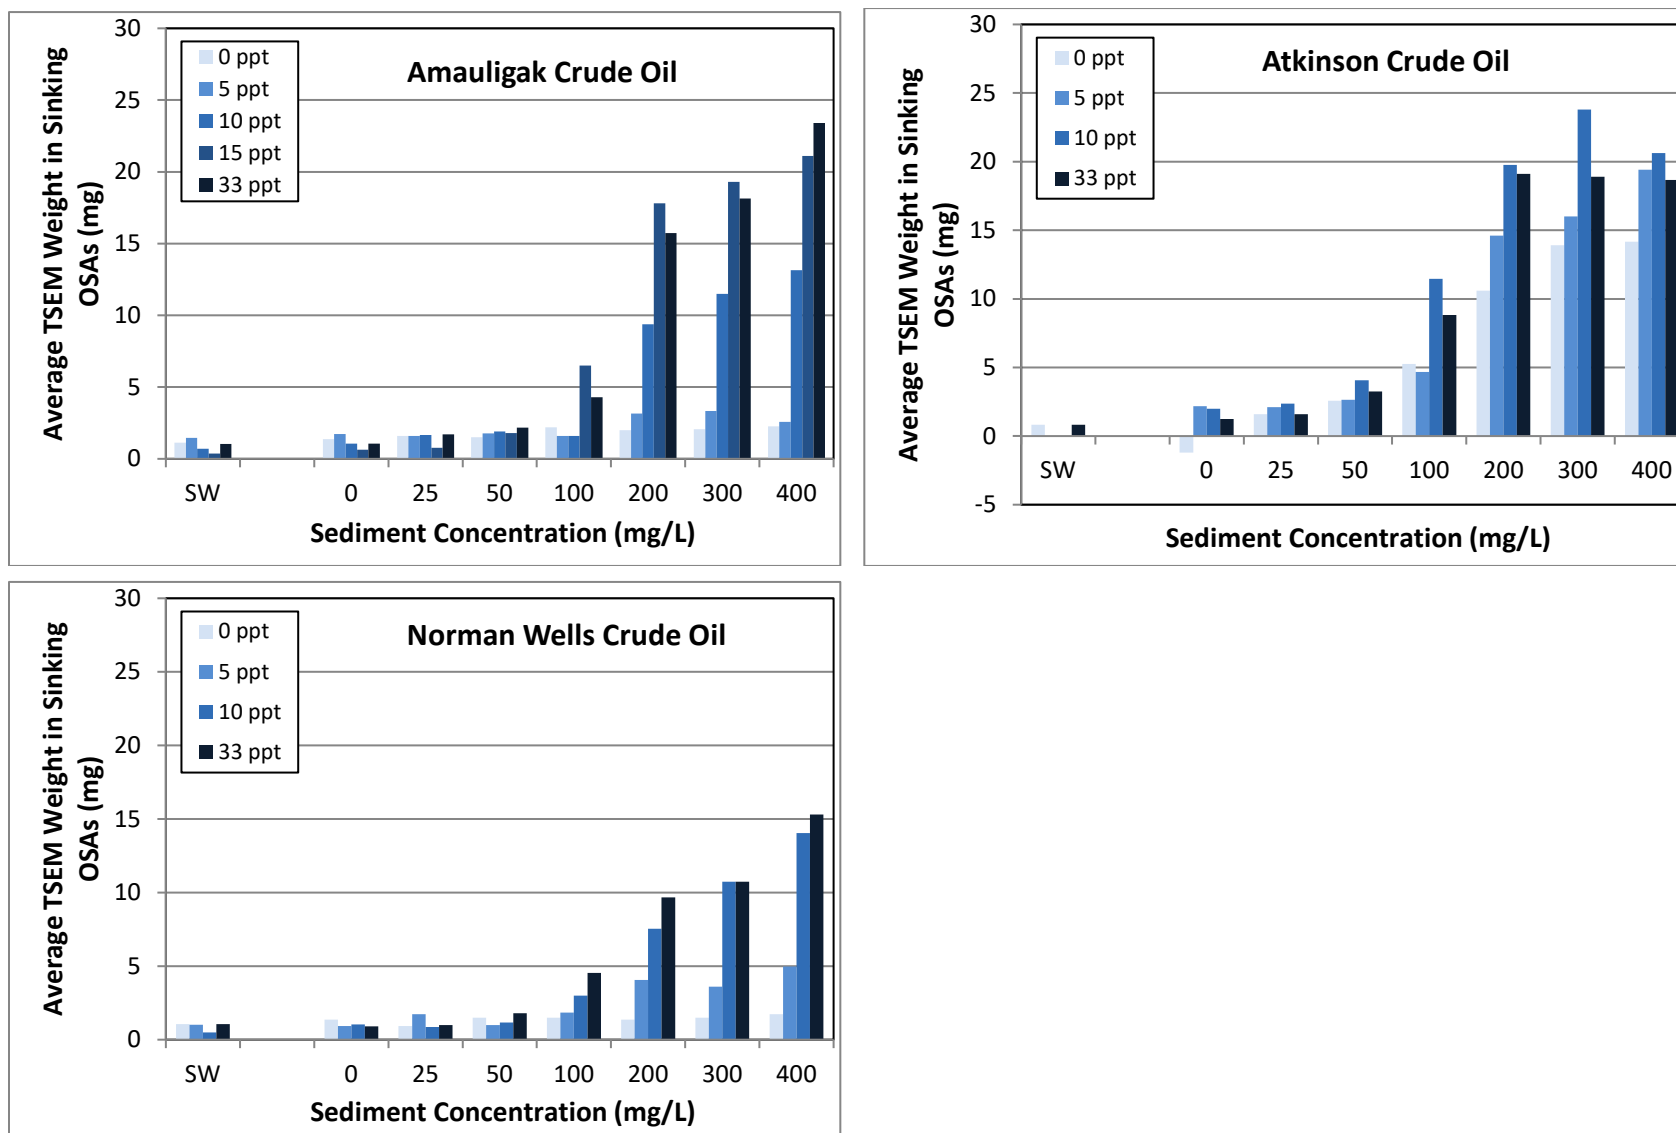 Amauligak Crude Oil
Average TSEM Weight in Sinking
OSAs (mg)
30
25
20
15
10
5
0
0 ppt
5 ppt
10 ppt
15 ppt
33 ppt
SW 0 25 50 100 200 300 400
Sediment Concentration (mg/L)
Atkinson Crude Oil
Average TSEM Weight in Sinking
OSAs (mg)
30
25
20
15
10
5
0
-5
0 ppt
5 ppt
10 ppt
33 ppt
SW 0 25 50 100 200 300 400
Sediment Concentration (mg/L)
Norman Wells Crude Oil
Average TSEM Weight in Sinking
OSAs (mg)
30
25
20
15
10
5
0
0 ppt
5 ppt
10 ppt
33 ppt
SW 0 25 50 100 200 300 400
Sediment Concentration (mg/L)